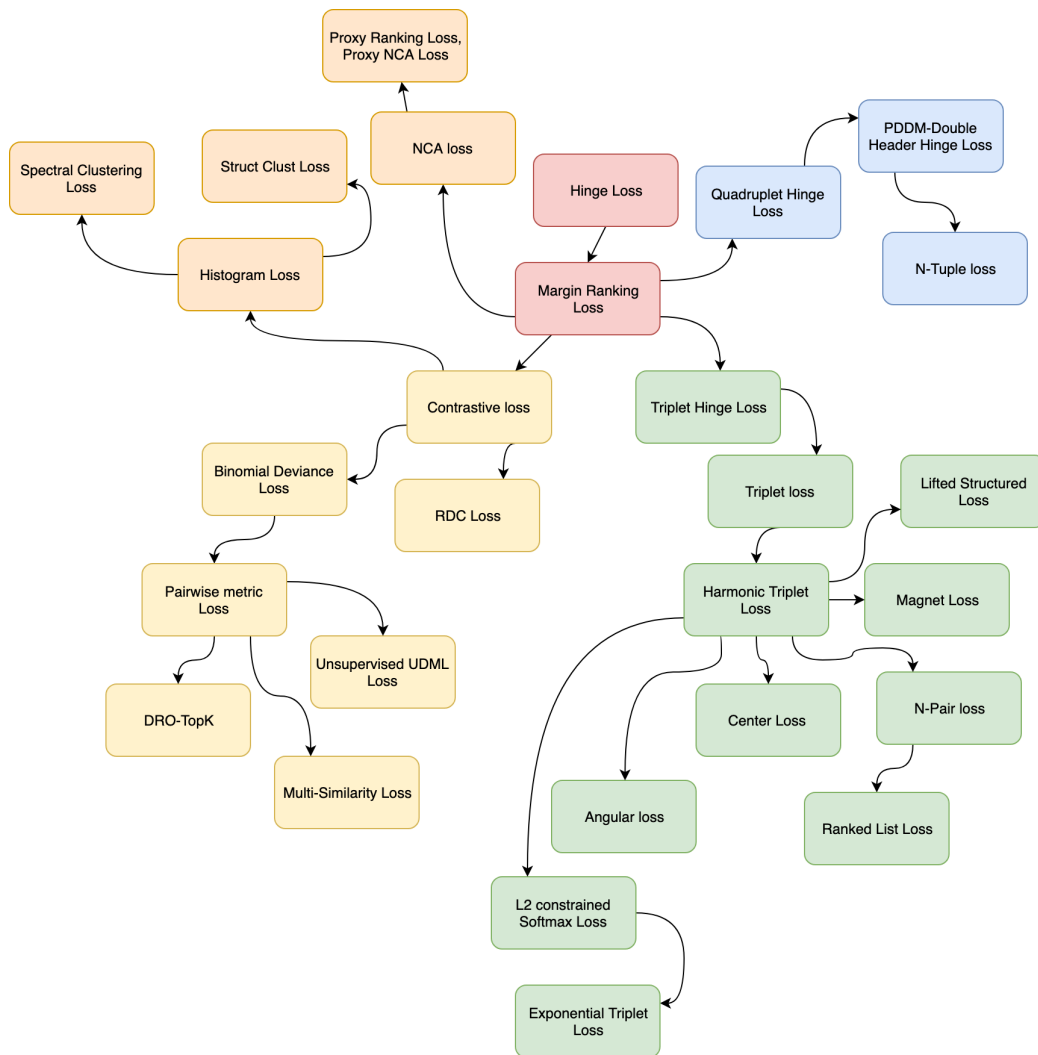 Proxy Ranking Loss,
Proxy NCA Loss
NCA loss
Struct Clust Loss
Spectral Clustering
Loss
Histogram Loss
Hinge Loss
Margin Ranking
Loss
Quadruplet Hinge
Loss
PDDM-Double
Header Hinge Loss
N-Tuple loss
Contrastive loss
Binomial Deviance
Loss
RDC Loss
Pairwise metric
Loss
Unsupervised UDML
Loss
DRO-TopK
Multi-Similarity Loss
Triplet Hinge Loss
Triplet loss
Lifted Structured
Loss
Harmonic Triplet
Loss
Magnet Loss
Center Loss
N-Pair loss
Angular loss
Ranked List Loss
L2 constrained
Softmax Loss
Exponential Triplet
Loss